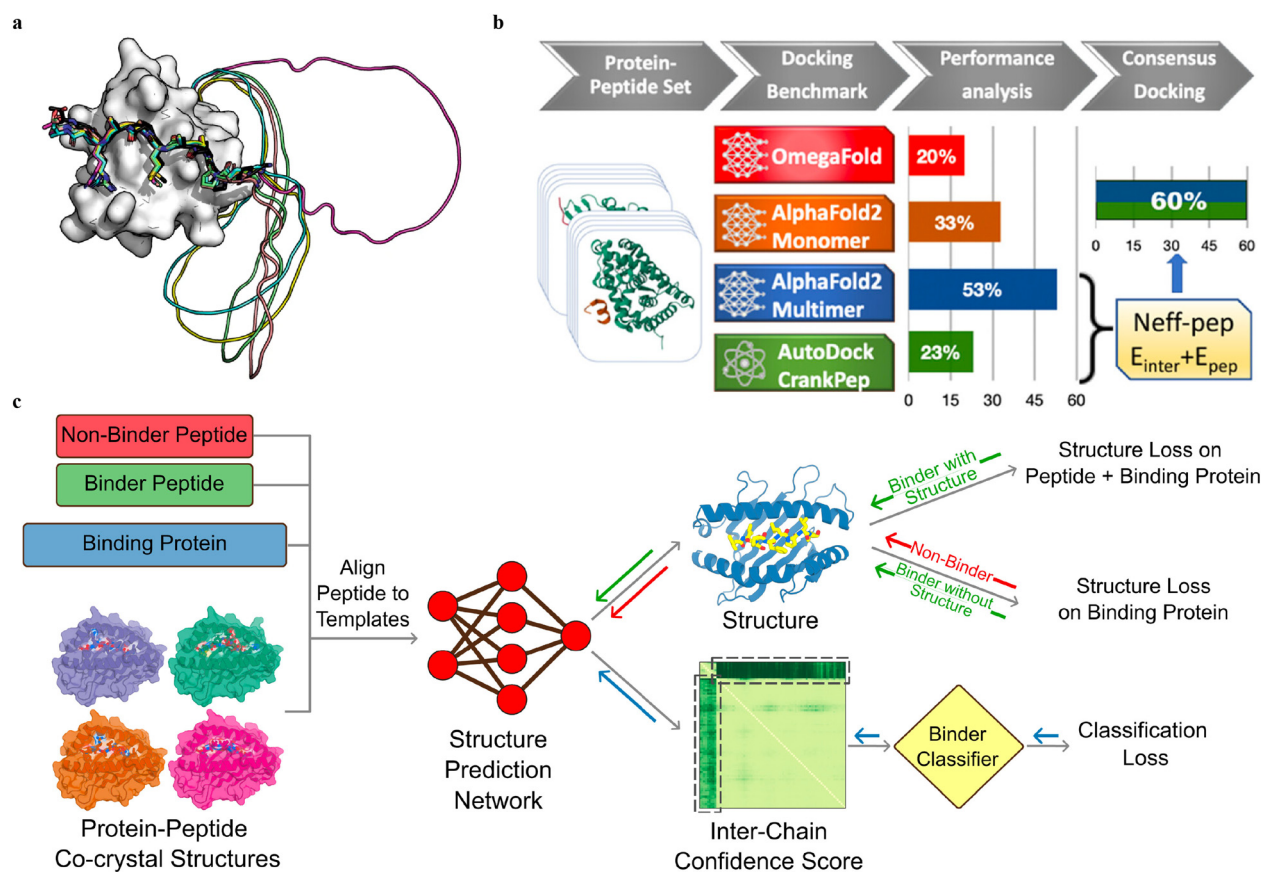 a
b
Protein-
Peptide Set
Docking
Benchmark
Performance
analysis
Consensus
Docking
OmegaFold
20%
AlphaFold2
Monomer
33%
AlphaFold2
Multimer
53%
AutoDock
CrankPep
23%
0 15 30 45 60
60%
0 15 30 45 60
Neff-pep
Einter+Epep
c
Non-Binder Peptide
Binder Peptide
Binding Protein
Align
Peptide to
Templates
Protein-Peptide
Co-crystal Structures
Structure
Prediction
Network
Structure
Binder with
Structure
Structure Loss on
Peptide + Binding Protein
Non-Binder
Binder without
Structure
Structure Loss
on Binding Protein
Inter-Chain
Confidence Score
Binder
Classifier
Classification
Loss